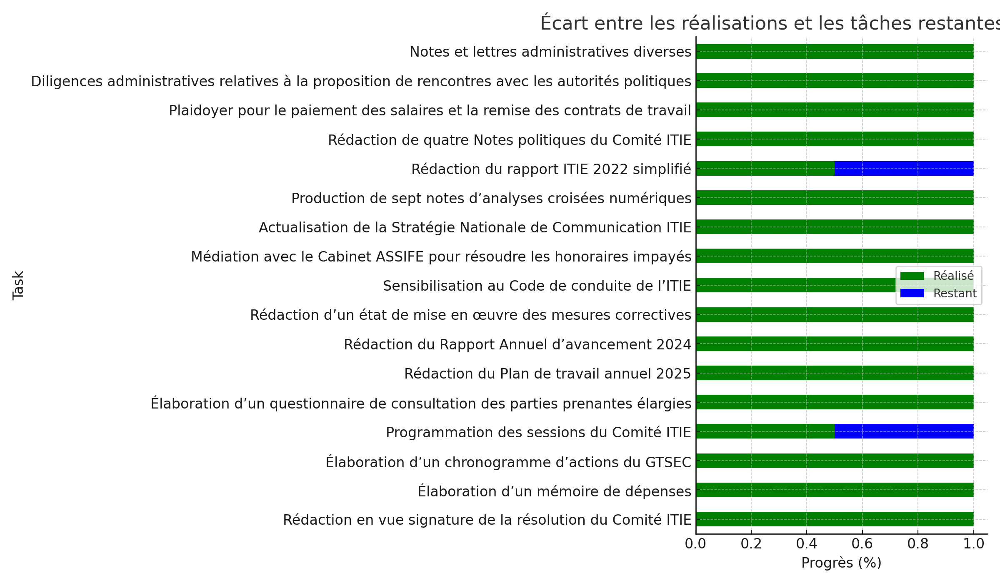 Écart entre les réalisations et les tâches restantes
Notes et lettres administratives diverses
Diligences administratives relatives à la proposition de rencontres avec les autorités politiques
Plaidoyer pour le paiement des salaires et la remise des contrats de travail
Rédaction de quatre Notes politiques du Comité ITIE
Rédaction du rapport ITIE 2022 simplifié
Production de sept notes d’analyses croisées numériques
Actualisation de la Stratégie Nationale de Communication ITIE
Médiation avec le Cabinet ASSIFE pour résoudre les honoraires impayés
Sensibilisation au Code de conduite de l’ITIE
Rédaction d’un état de mise en œuvre des mesures correctives
Rédaction du Rapport Annuel d’avancement 2024
Rédaction du Plan de travail annuel 2025
Élaboration d’un questionnaire de consultation des parties prenantes élargies
Programmation des sessions du Comité ITIE
Élaboration d’un chronogramme d’actions du GTSEC
Élaboration d’un mémoire de dépenses
Rédaction en vue signature de la résolution du Comité ITIE
Task
Réalisé
Restant
0.0 0.2 0.4 0.6 0.8 1.0
Progrès (%)